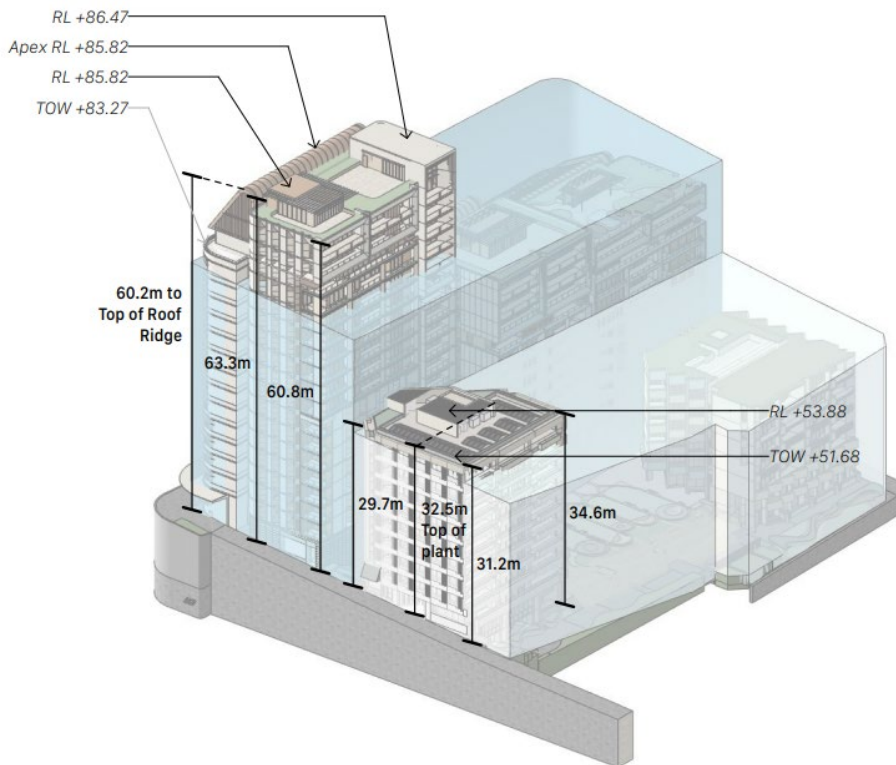 RL +86.47
Apex RL +85.82
RL +85.82
TOW +83.27
60.2m to
Top of Roof
Ridge
63.3m
60.8m
RL +53.88
TOW +51.68
29.7m
32.5m
Top of
plant
34.6m
31.2m